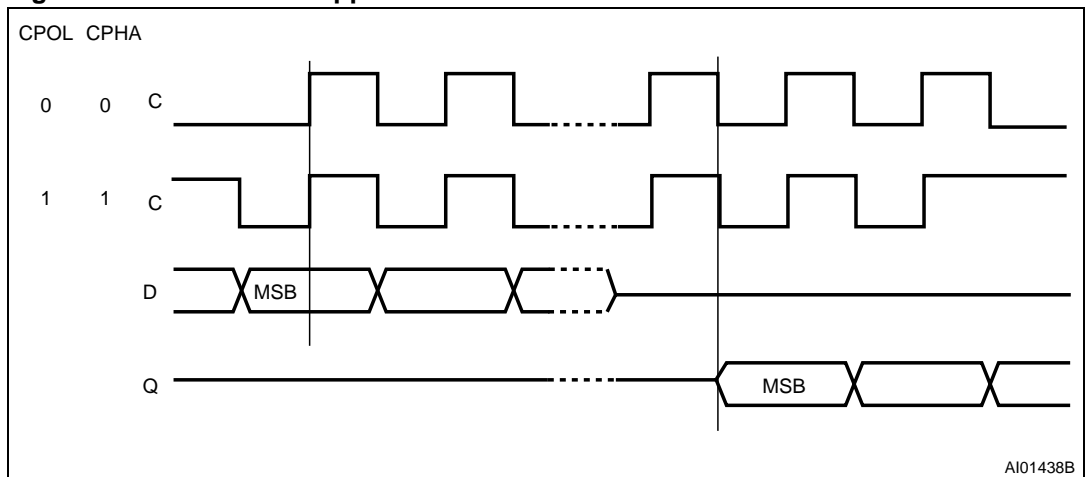 CPOL CPHA
0 0 C
1 1 C
D MSB
Q MSB
AI01438B